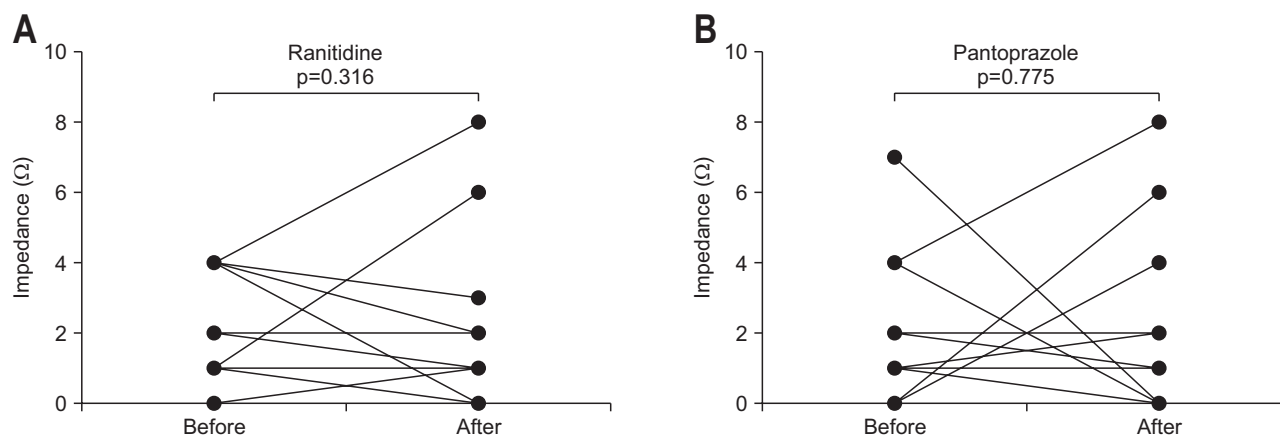 A
Ranitidine
p=0.316
Impedance (Ω)
10
8
6
4
2
0
Before
After
B
Pantoprazole
p=0.775
Impedance (Ω)
10
8
6
4
2
0
Before
After